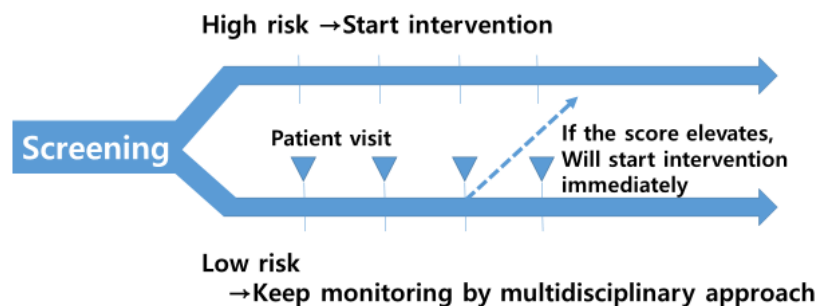 High risk →Start intervention
Screening
Patient visit
If the score elevates,
Will start intervention
immediately
Low risk
→Keep monitoring by multidisciplinary approach